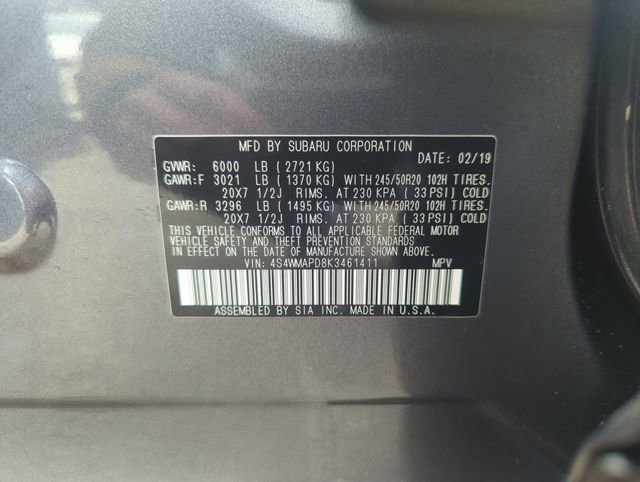 MFD BY SUBARU CORPORATION
DATE: 02/19
GVWR: 6000 LB (2721 KG)
GAWR:F 3021 LB (1370 KG) WITH 245/50R20 102H TIRES.
20X7 1/2J RIMS. AT 230 KPA (33 PSI) COLD
GAWR:R 3296 LB (1495 KG) WITH 245/50R20 102H TIRES.
20X7 1/2J RIMS. AT 230 KPA (33 PSI) COLD
THIS VEHICLE CONFORMS TO ALL APPLICABLE FEDERAL MOTOR
VEHICLE SAFETY AND THEFT PREVENTION STANDARDS
IN EFFECT ON THE DATE OF MANUFACTURE SHOWN ABOVE.
VIN: 4S4WMAPD8K3461411 MPV
ASSEMBLED BY SIA INC. MADE IN U.S.A.